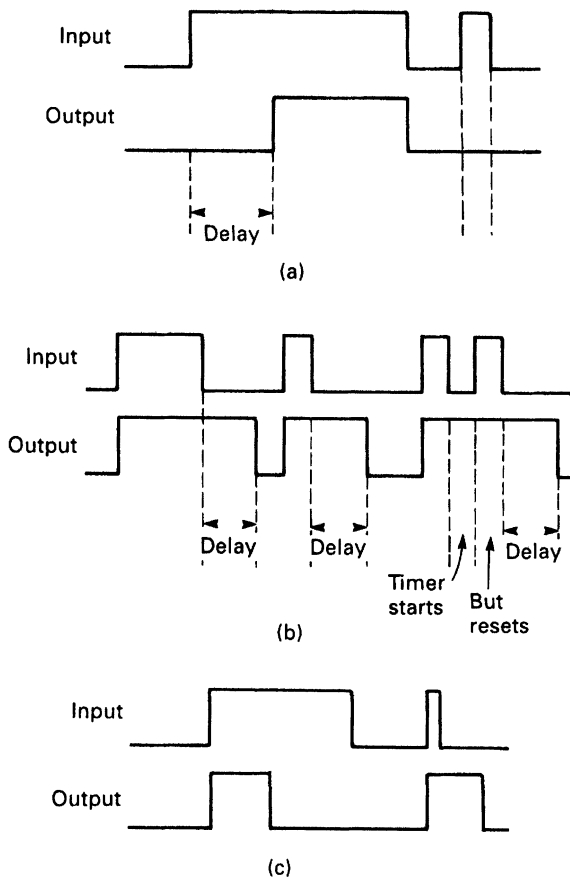 Input
Output
Delay
(a)
Input
Output
Delay
Delay
Delay
Timer
starts
But
resets
(b)
Input
Output
(c)